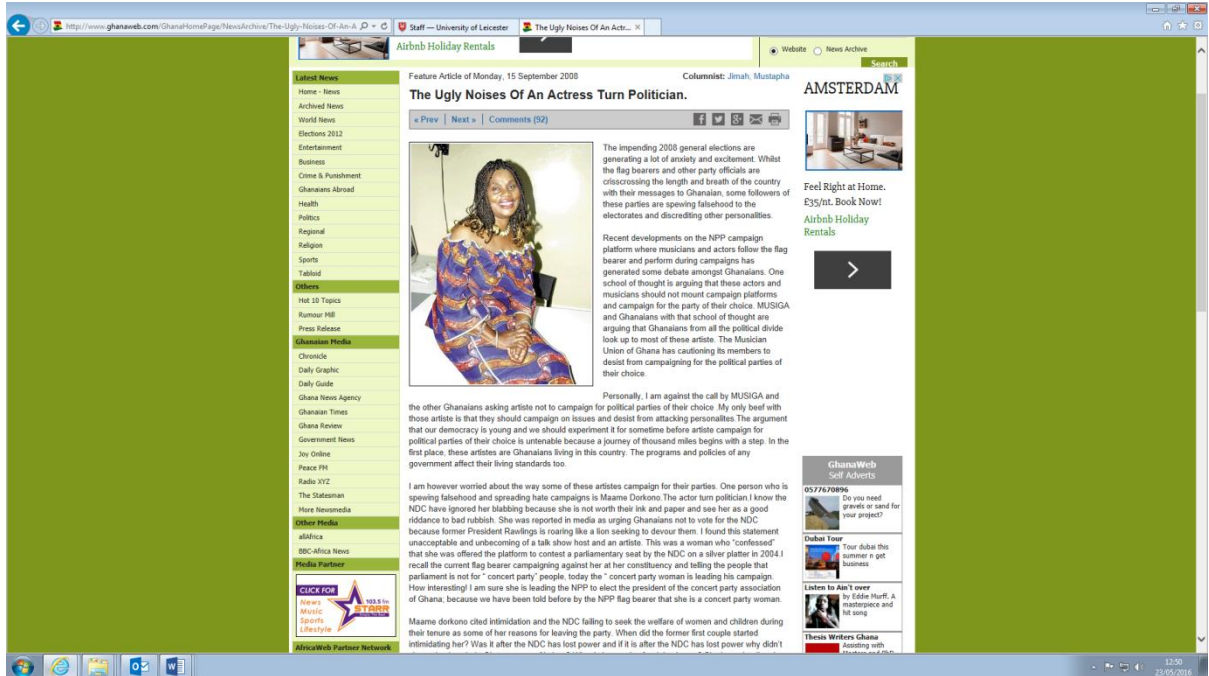 http://www.ghanaweb.com/GhanaHomePage/NewsArchive/The-Ugly-Noises-Of-An-A
Staff — University of Leicester
The Ugly Noises Of An Actr...
Airbnb Holiday Rentals
Website
News Archive
Search
Latest News
Home - News
Archived News
World News
Elections 2012
Entertainment
Business
Crime & Punishment
Ghanaians Abroad
Health
Politics
Regional
Religion
Sports
Tabloid
Others
Hot 10 Topics
Rumour Mill
Press Release
Ghanaian Media
Chronicle
Daily Graphic
Daily Guide
Ghana News Agency
Ghanaian Times
Ghana Review
Government News
Joy Online
Peace FM
Radio XYZ
The Statesman
More Newsmedia
Other Media
allAfrica
BBC-Africa News
Media Partner
CLICK FOR
News
Music
Sports
Lifestyle
103.5 fm
STARR
AfricaWeb Partner Network
Feature Article of Monday, 15 September 2008
Columnist: Jimah, Mustapha
The Ugly Noises Of An Actress Turn Politician.
« Prev | Next » | Comments (92)
The impending 2008 general elections are
generating a lot of anxiety and excitement. Whilst
the flag bearers and other party officials are
crisscrossing the length and breath of the country
with their messages to Ghanaian, some followers of
these parties are spewing falsehood to the
electorates and discrediting other personalities.
Recent developments on the NPP campaign
platform where musicians and actors follow the flag
bearer and perform during campaigns has
generated some debate amongst Ghanaians. One
school of thought is arguing that these actors and
musicians should not mount campaign platforms
and campaign for the party of their choice. MUSIGA
and Ghanaians with that school of thought are
arguing that Ghanaians from all the political divide
look up to most of these artiste. The Musician
Union of Ghana has cautioning its members to
desist from campaigning for the political parties of
their choice.
Personally, I am against the call by MUSIGA and
the other Ghanaians asking artiste not to campaign for political parties of their choice .My only beef with
those artiste is that they should campaign on issues and desist from attacking personalites.The argument
that our democracy is young and we should experiment it for sometime before artiste campaign for
political parties of their choice is untenable because a journey of thousand miles begins with a step. In the
first place, these artistes are Ghanaians living in this country. The programs and policies of any
government affect their living standards too.
I am however worried about the way some of these artistes campaign for their parties. One person who is
spewing falsehood and spreading hate campaigns is Maame Dorkono.The actor turn politician.I know the
NDC have ignored her blabbing because she is not worth their ink and paper and see her as a good
riddance to bad rubbish. She was reported in media as urging Ghanaians not to vote for the NDC
because former President Rawlings is roaring like a lion seeking to devour them. I found this statement
unacceptable and unbecoming of a talk show host and an artiste. This was a woman who "confessed"
that she was offered the platform to contest a parliamentary seat by the NDC on a silver platter in 2004.I
recall the current flag bearer campaigning against her at her constituency and telling the people that
parliament is not for " concert party" people, today the " concert party woman is leading his campaign.
How interesting! I am sure she is leading the NPP to elect the president of the concert party association
of Ghana, because we have been told before by the NPP flag bearer that she is a concert party woman.
Maame dorkono cited intimidation and the NDC failing to seek the welfare of women and children during
their tenure as some of her reasons for leaving the party. When did the former first couple started
intimidating her? Was it after the NDC has lost power and if it is after the NDC has lost power why didn't
AMSTERDAM
Feel Right at Home.
£35/nt. Book Now!
Airbnb Holiday
Rentals
GhanaWeb
Self Adverts
0577670896
Do you need
gravels or sand for
your project?
Dubai Tour
Tour dubai this
summer n get
business
Listen to Ain't over
by Eddie Murff. A
masterpiece and
hit song
Thesis Writers Ghana
Assisting with
12:50
23/05/2016